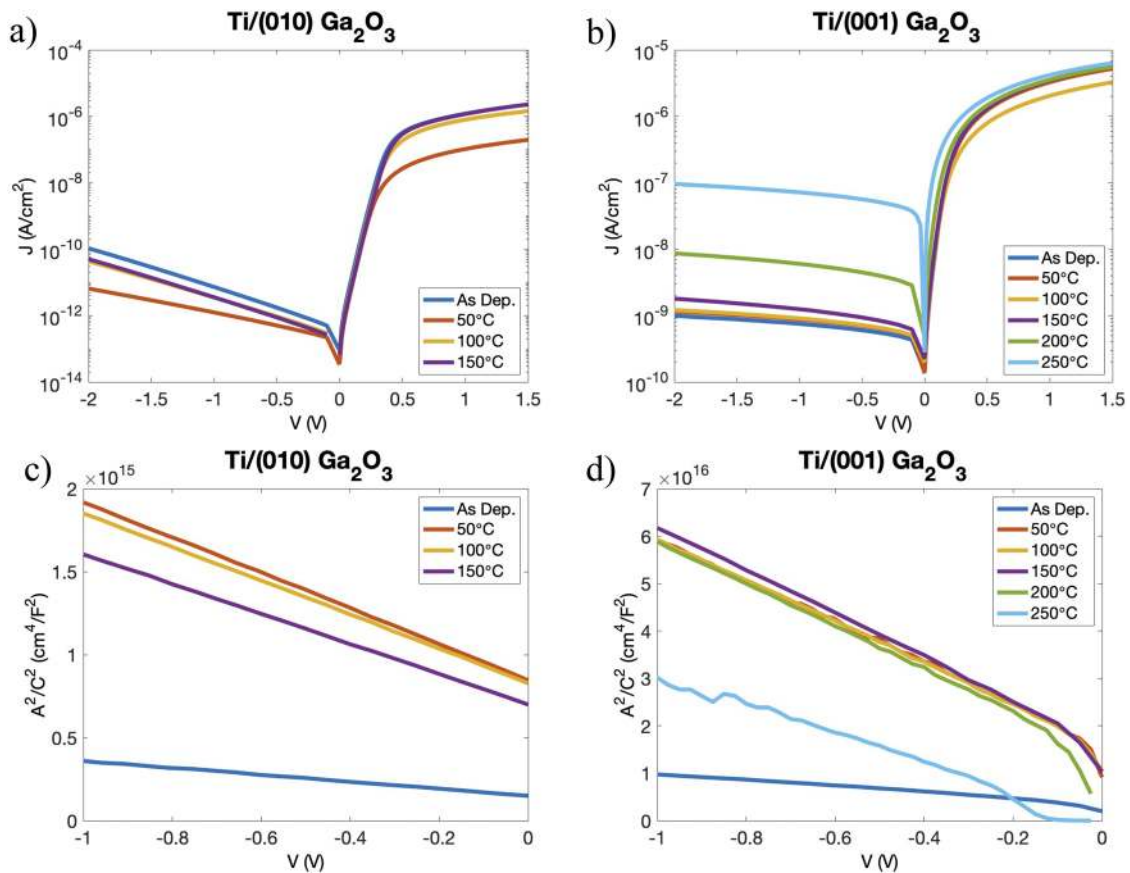 a)
Ti/(010) Ga₂O₃
10⁻⁴
10⁻⁶
10⁻⁸
10⁻¹⁰
10⁻¹²
10⁻¹⁴
J (A/cm²)
-2 -1.5 -1 -0.5 0 0.5 1 1.5
V (V)
As Dep.
50°C
100°C
150°C
b)
Ti/(001) Ga₂O₃
10⁻⁵
10⁻⁶
10⁻⁷
10⁻⁸
10⁻⁹
10⁻¹⁰
J (A/cm²)
-2 -1.5 -1 -0.5 0 0.5 1 1.5
V (V)
As Dep.
50°C
100°C
150°C
200°C
250°C
c)
Ti/(010) Ga₂O₃
×10¹⁵
2
1.5
1
0.5
0
A²/C² (cm⁴/F²)
-1 -0.8 -0.6 -0.4 -0.2 0
V (V)
As Dep.
50°C
100°C
150°C
d)
Ti/(001) Ga₂O₃
×10¹⁶
7
6
5
4
3
2
1
0
A²/C² (cm⁴/F²)
-1 -0.8 -0.6 -0.4 -0.2 0
V (V)
As Dep.
50°C
100°C
150°C
200°C
250°C